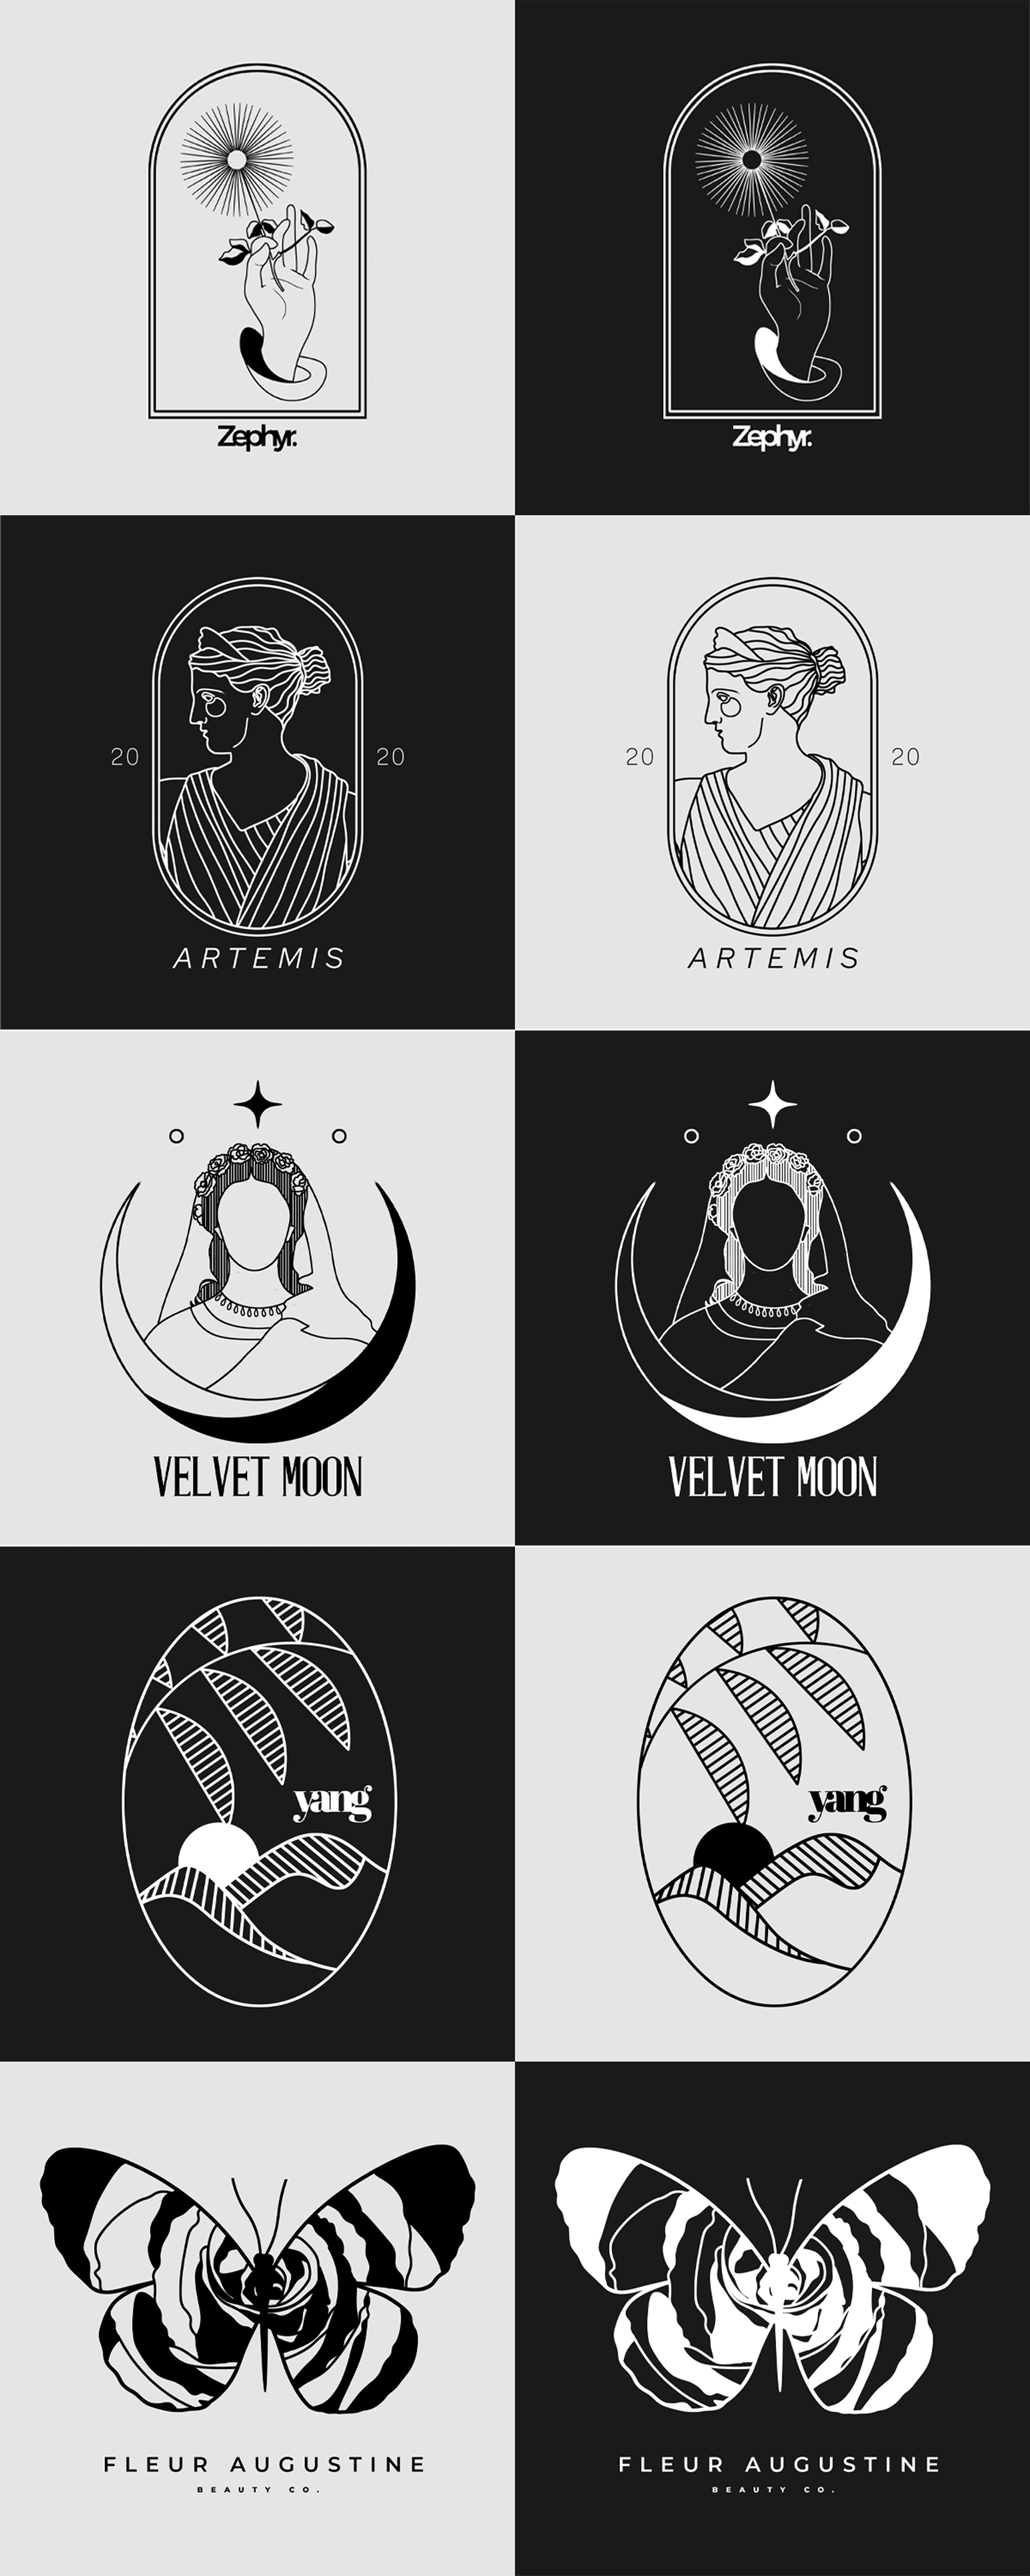 Zephyr.
Zephyr.
20 20
ARTEMIS
20 20
ARTEMIS
VELVET MOON
VELVET MOON
yang
yang
FLEUR AUGUSTINE
BEAUTY CO.
FLEUR AUGUSTINE
BEAUTY CO.